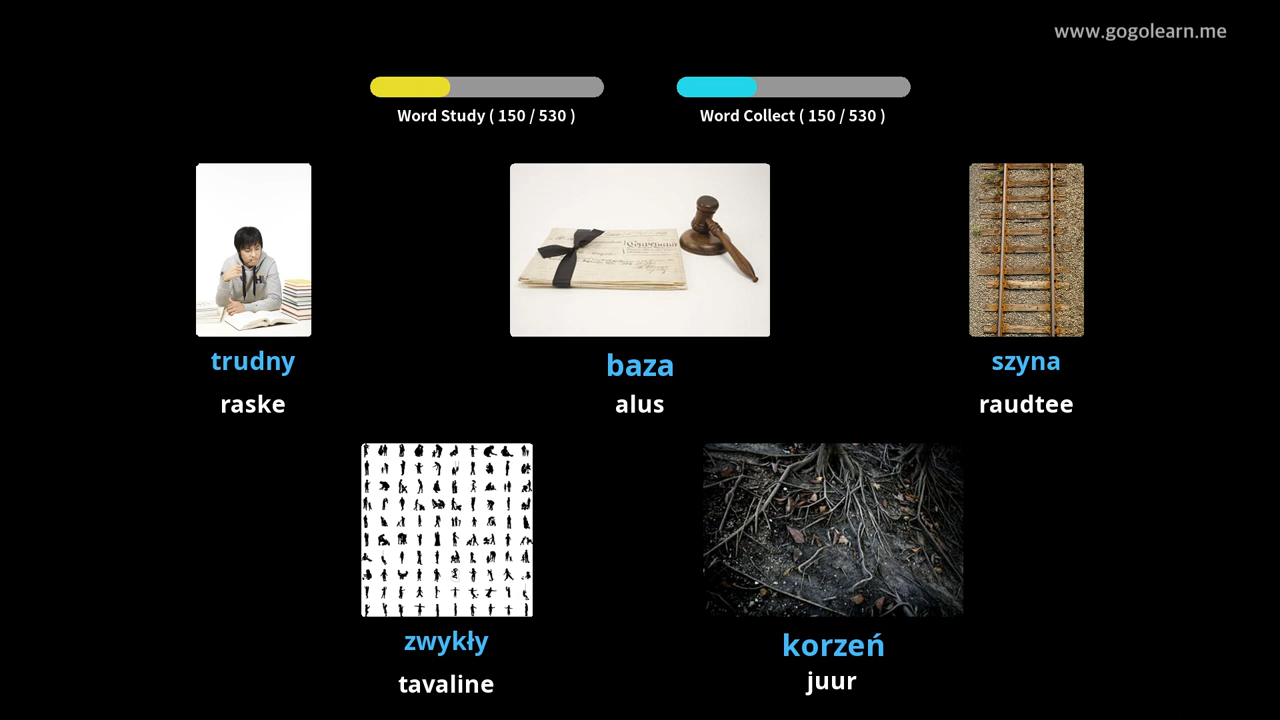 www.gogolearn.me
Word Study ( 150 / 530 )
Word Collect ( 150 / 530 )
trudny
baza
szyna
raske
alus
raudtee
zwykły
korzeń
tavaline
juur